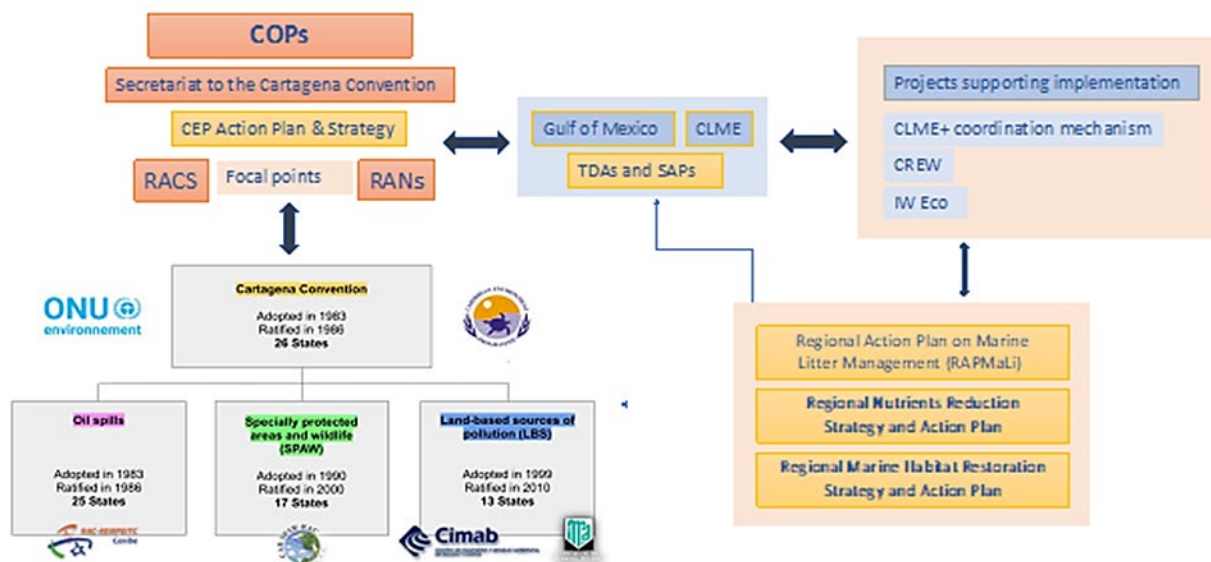 COPs
Secretariat to the Cartagena Convention
CEP Action Plan & Strategy
RACS
Focal points
RANs
Gulf of Mexico
CLME
TDAs and SAPs
Projects supporting implementation
CLME+ coordination mechanism
CREW
IW Eco
ONU
environnement
Cartagena Convention
Adopted in 1983
Ratified in 1986
26 States
Oil spills
Adopted in 1983
Ratified in 1986
25 States
Specially protected
areas and wildlife
(SPAW)
Adopted in 1990
Ratified in 2000
17 States
Land-based sources of
pollution (LBS)
Adopted in 1999
Ratified in 2010
13 States
Caribe
Cimab
Regional Action Plan on Marine
Litter Management (RAPMaLi)
Regional Nutrients Reduction
Strategy and Action Plan
Regional Marine Habitat Restoration
Strategy and Action Plan